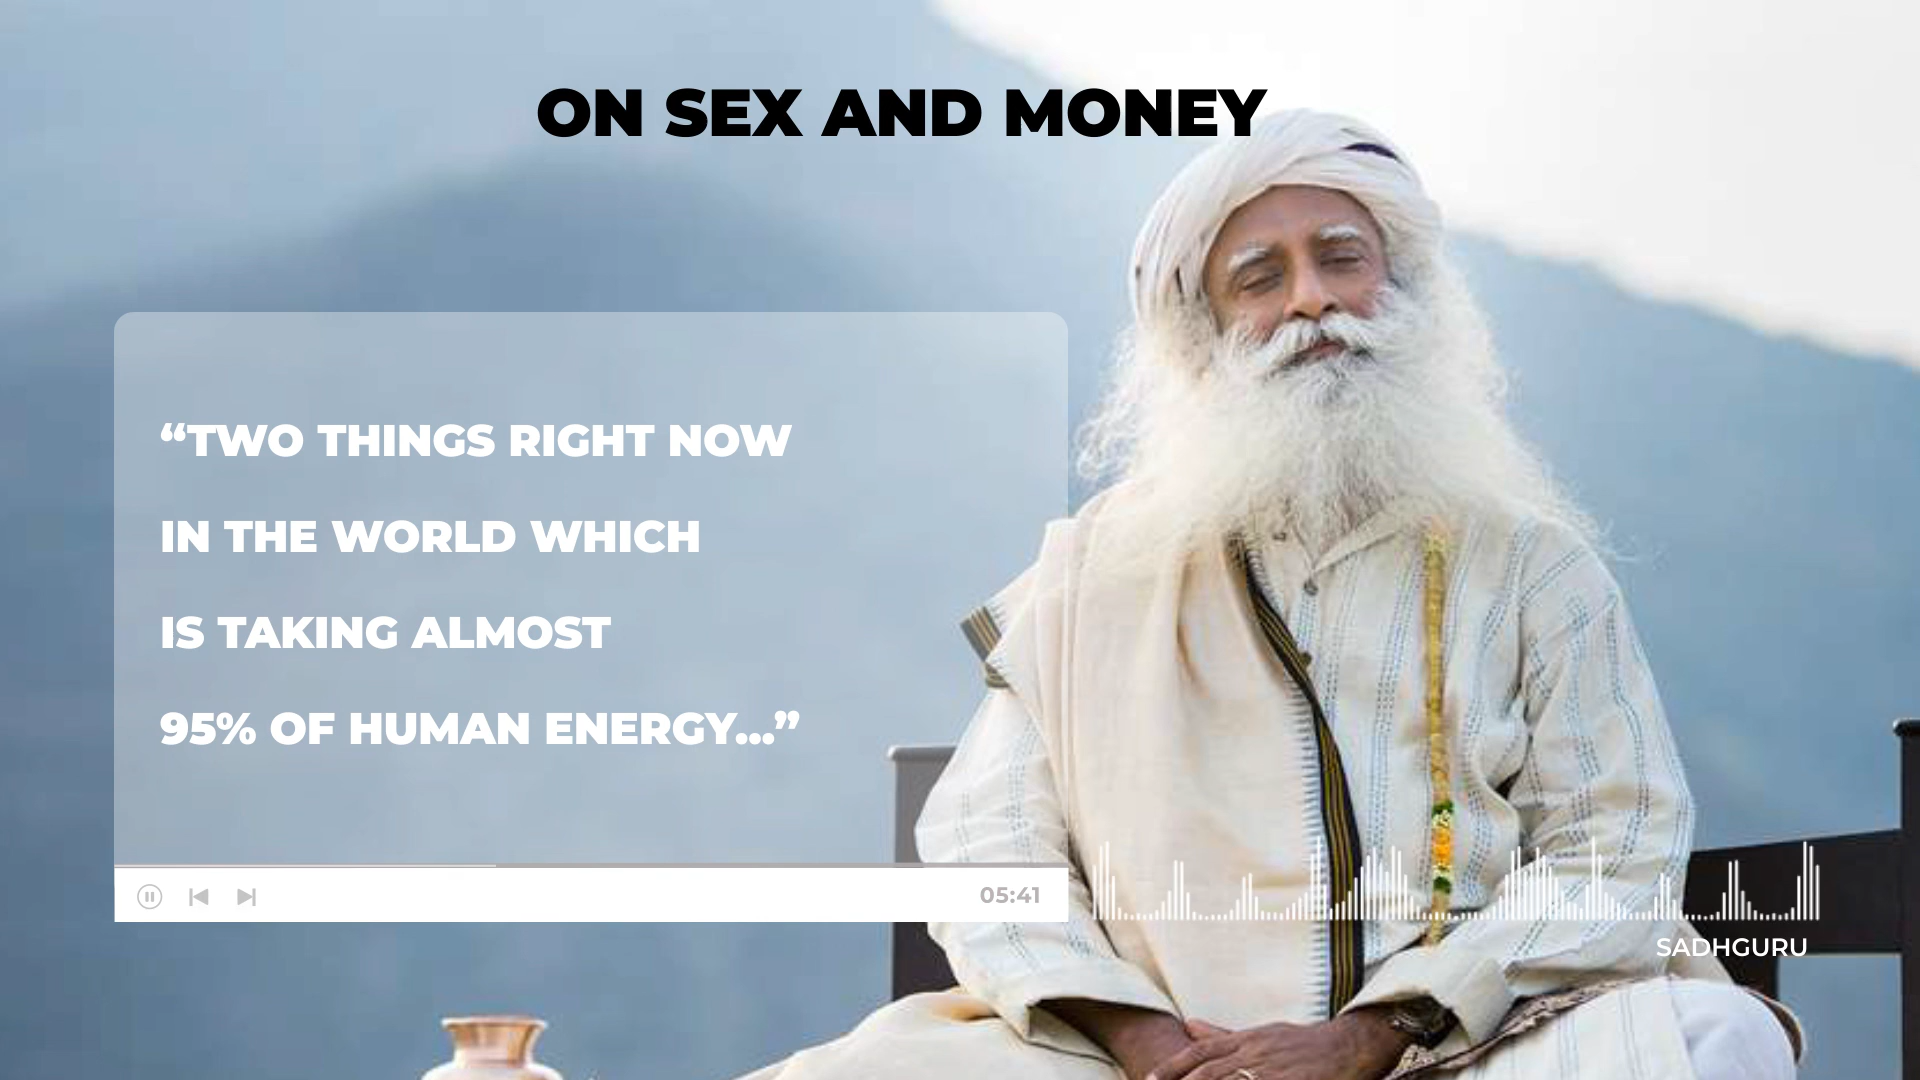 ON SEX AND MONEY
“TWO THINGS RIGHT NOW
IN THE WORLD WHICH
IS TAKING ALMOST
95% OF HUMAN ENERGY...”
05:41
SADHGURU